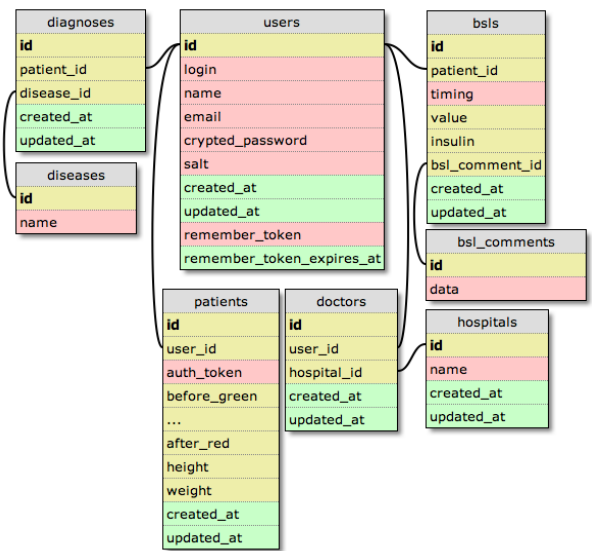 diagnoses
id
patient_id
disease_id
created_at
updated_at
diseases
id
name
users
id
login
name
email
crypted_password
salt
created_at
updated_at
remember_token
remember_token_expires_at
bsls
id
patient_id
timing
value
insulin
bsl_comment_id
created_at
updated_at
bsl_comments
id
data
patients
id
user_id
auth_token
before_green
...
after_red
height
weight
created_at
updated_at
doctors
id
user_id
hospital_id
created_at
updated_at
hospitals
id
name
created_at
updated_at